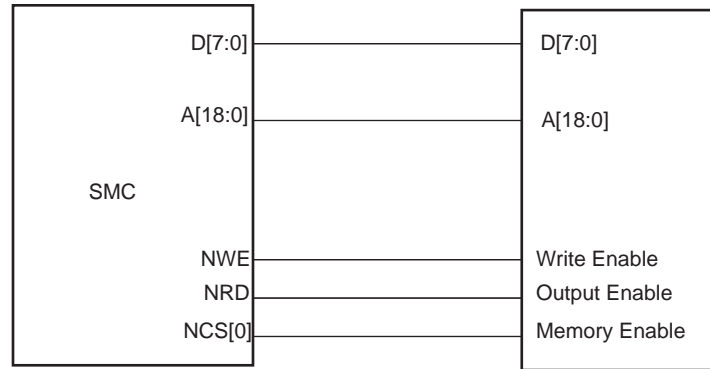 D[7:0] D[7:0]
A[18:0] A[18:0]
SMC
NWE Write Enable
NRD Output Enable
NCS[0] Memory Enable